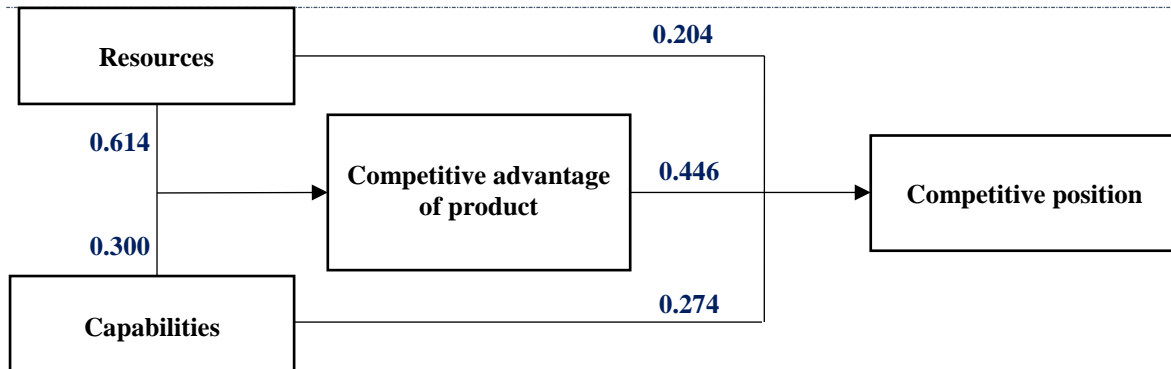 0.204
Resources
0.614
Competitive advantage
of product
0.446
Competitive position
0.300
Capabilities
0.274